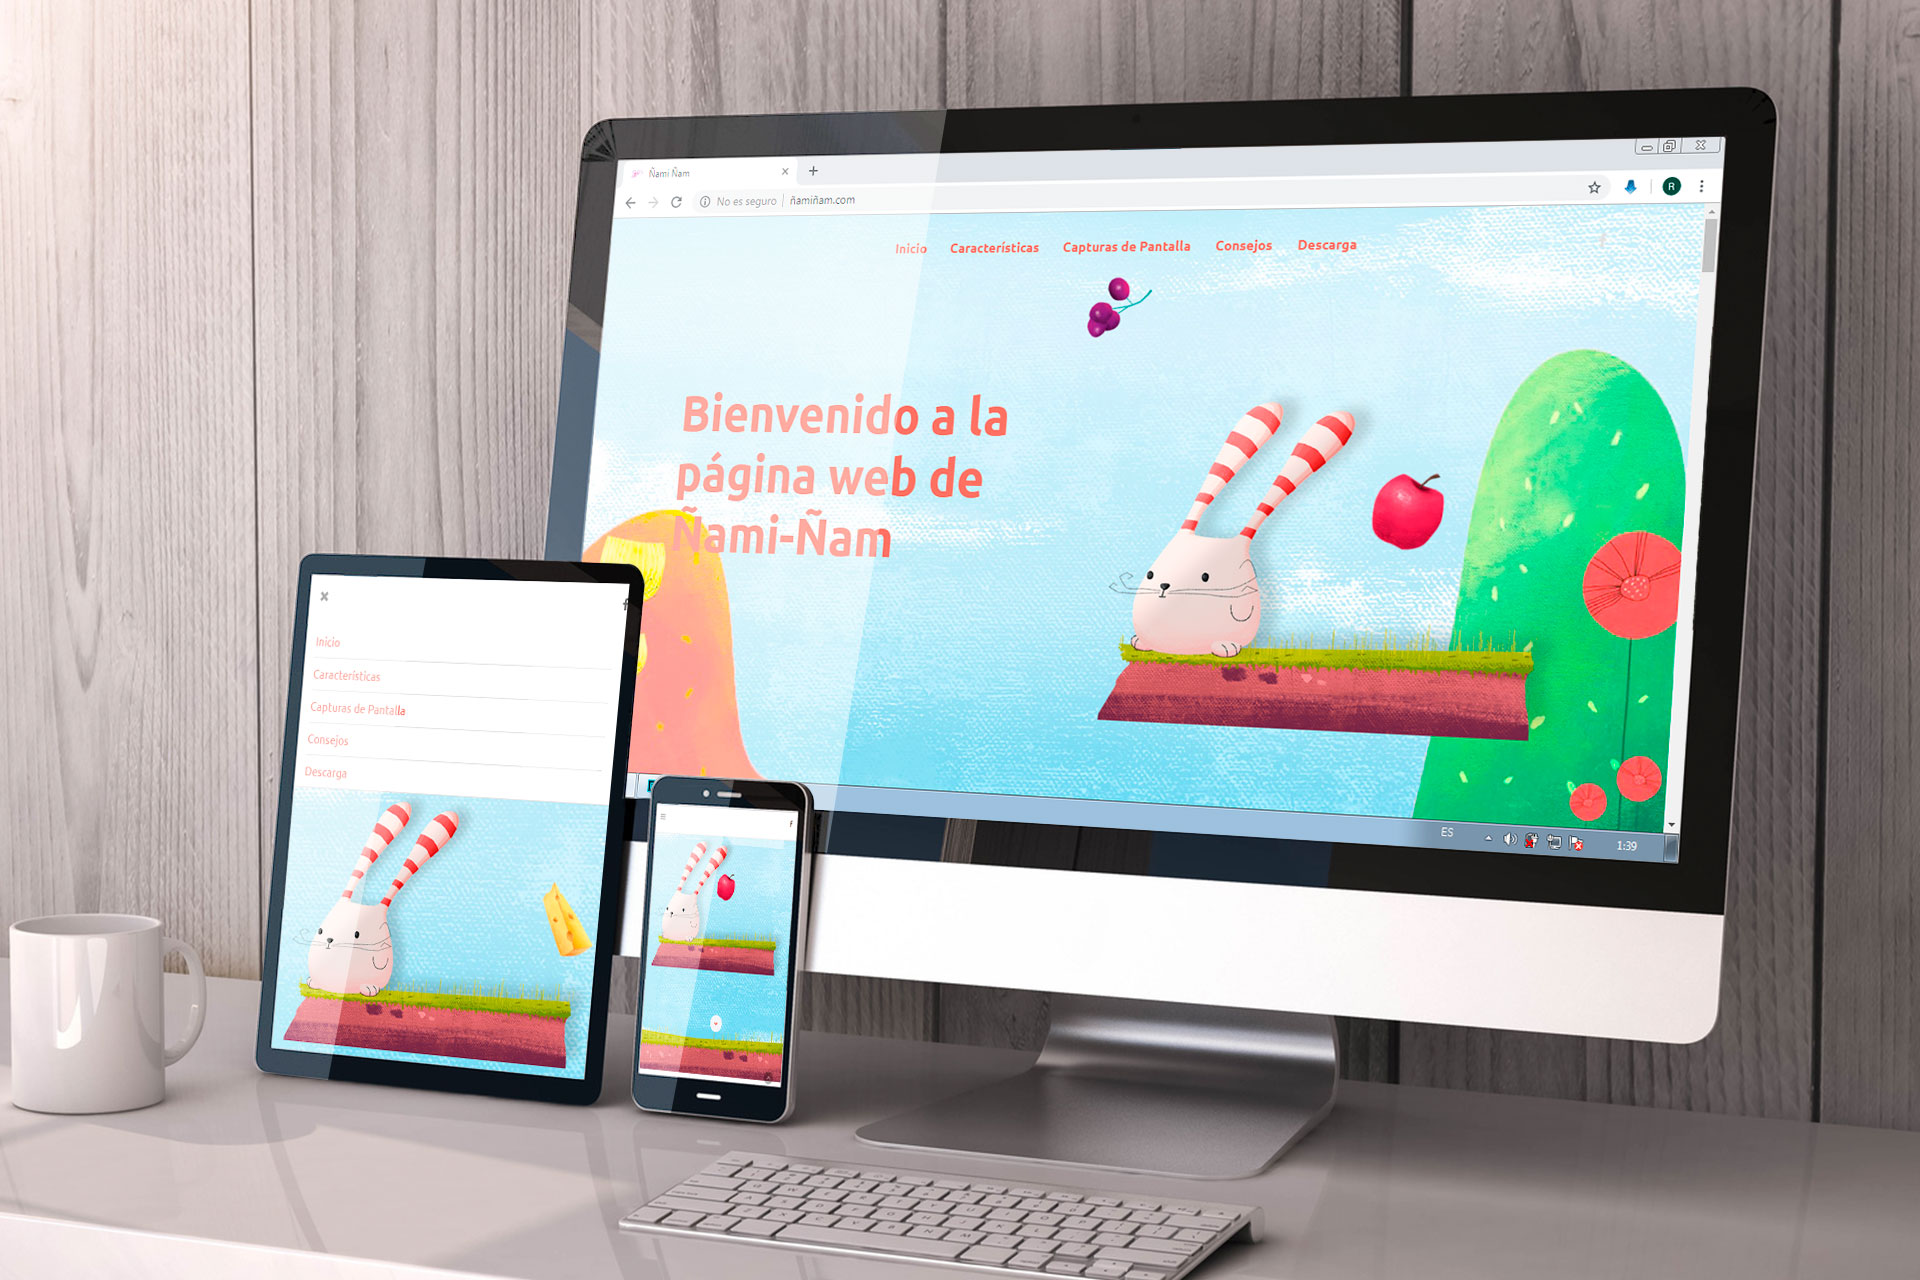 Ñami Ñam
No es seguro
ñamiñam.com
R
Inicio Características Capturas de Pantalla Consejos Descarga
Bienvenido a la
página web de
Ñami-Ñam
ES
1:39
Inicio
Características
Capturas de Pantalla
Consejos
Descarga